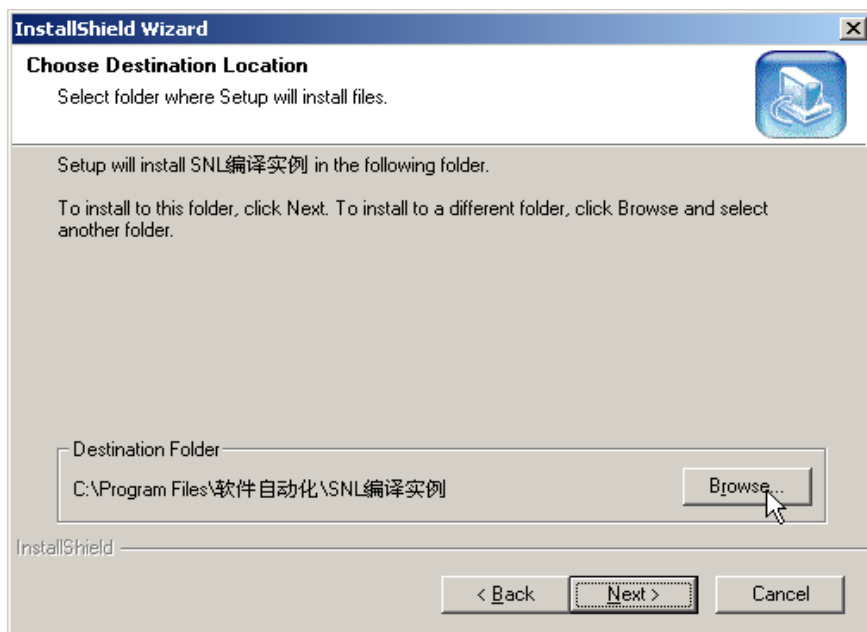 InstallShield Wizard
Choose Destination Location
Select folder where Setup will install files.
Setup will install SNL编译实例 in the following folder.
To install to this folder, click Next. To install to a different folder, click Browse and select
another folder.
Destination Folder
C:\Program Files\软件自动化\SNL编译实例
Browse...
InstallShield
< Back
Next >
Cancel